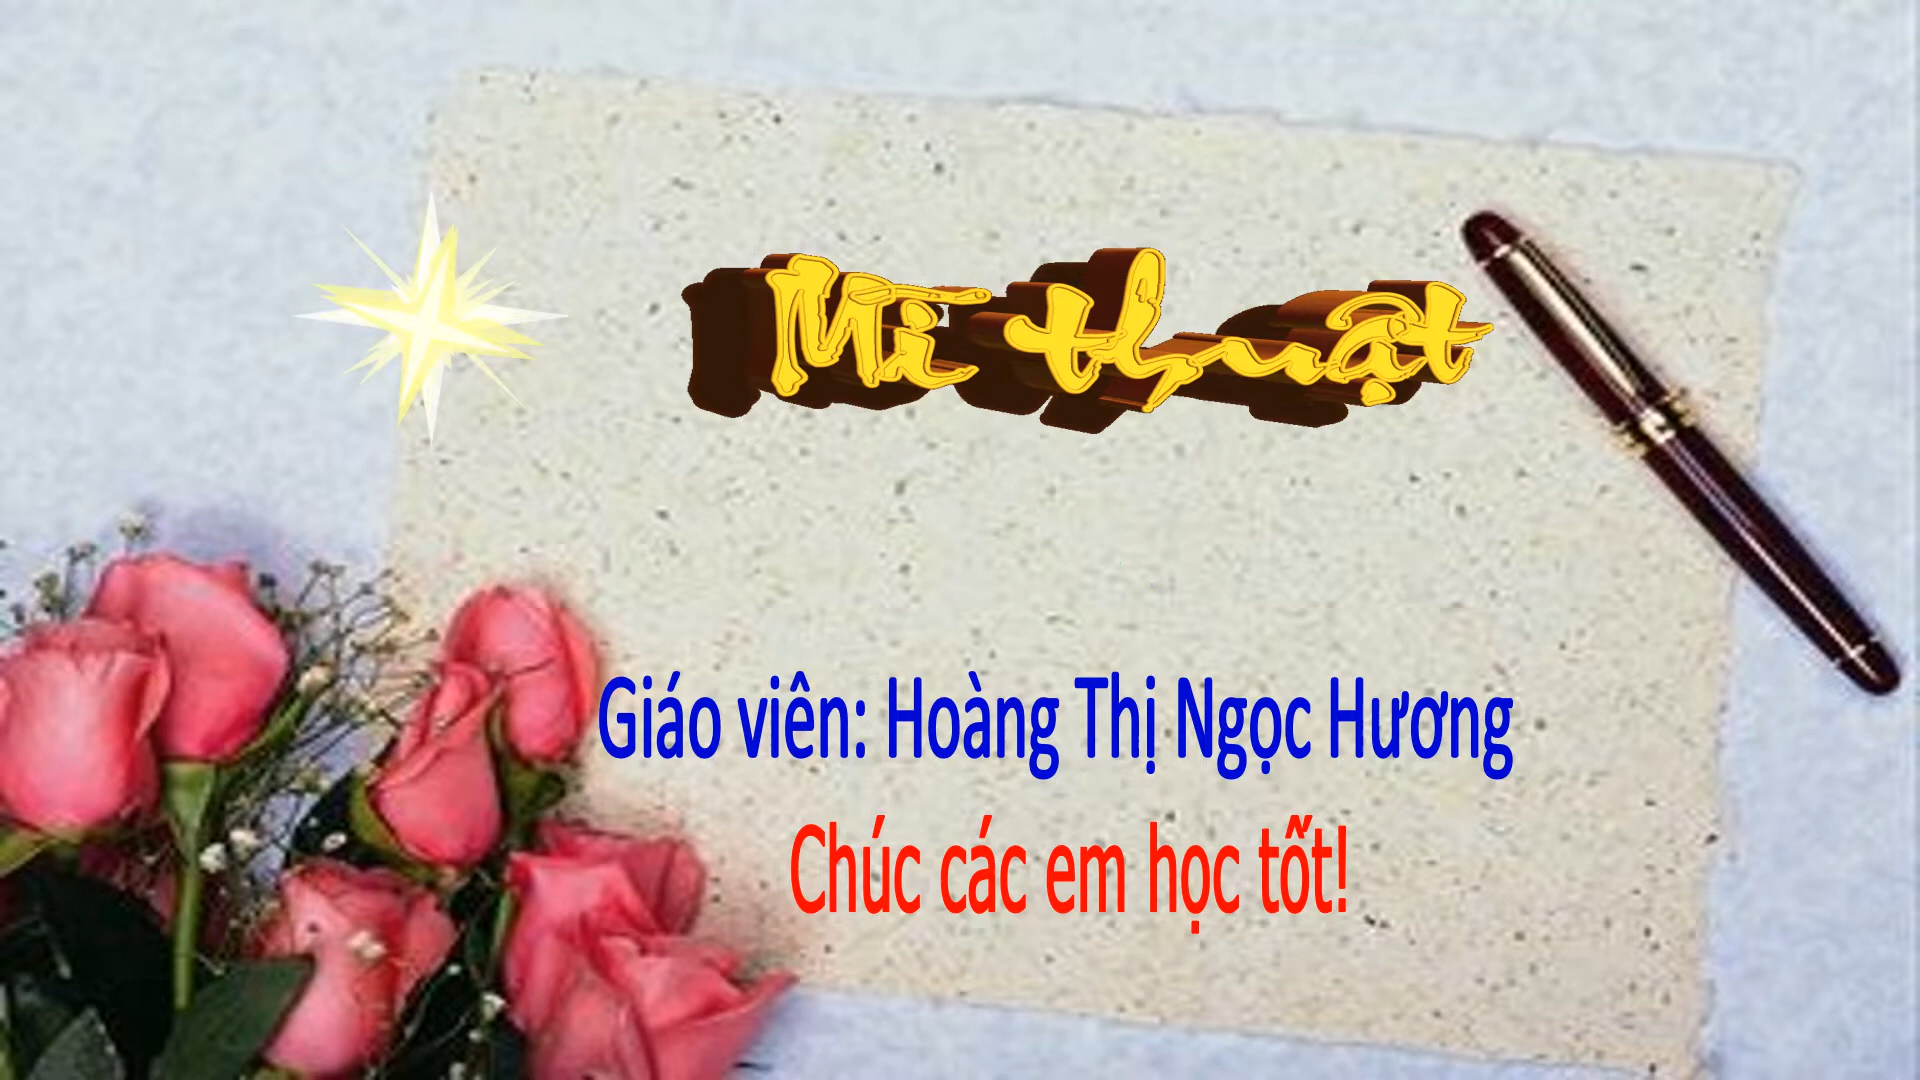 Mĩ thuật
Giáo viên: Hoàng Thị Ngọc Hương
Chúc các em học tốt!